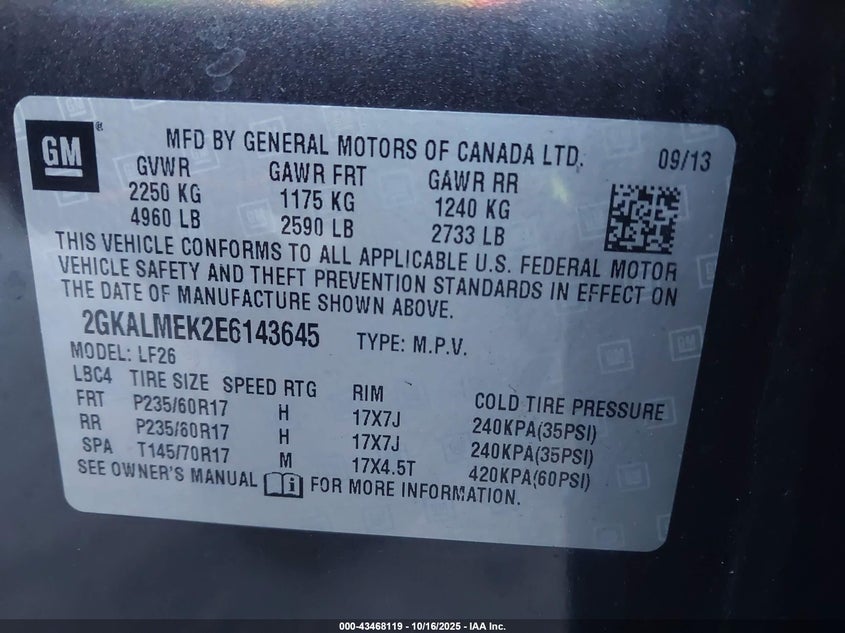 GM
®
MFD BY GENERAL MOTORS OF CANADA LTD. 09/13
GVWR GAWR FRT GAWR RR
2250 KG 1175 KG 1240 KG
4960 LB 2590 LB 2733 LB
THIS VEHICLE CONFORMS TO ALL APPLICABLE U.S. FEDERAL MOTOR
VEHICLE SAFETY AND THEFT PREVENTION STANDARDS IN EFFECT ON
THE DATE OF MANUFACTURE SHOWN ABOVE.
2GKALMEK2E6143645 TYPE: M.P.V.
MODEL: LF26
LBC4 TIRE SIZE SPEED RTG RIM COLD TIRE PRESSURE
FRT P235/60R17 H 17X7J 240KPA(35PSI)
RR P235/60R17 H 17X7J 240KPA(35PSI)
SPA T145/70R17 M 17X4.5T 420KPA(60PSI)
SEE OWNER'S MANUAL FOR MORE INFORMATION.
000-43468119 - 10/16/2025 - IAA Inc.